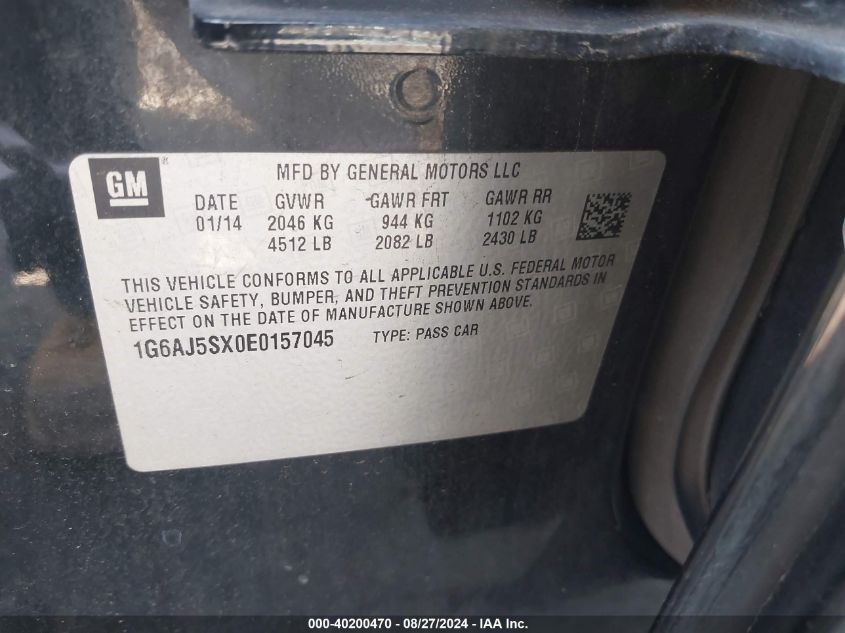 GM ®
MFD BY GENERAL MOTORS LLC
DATE GVWR GAWR FRT GAWR RR
01/14 2046 KG 944 KG 1102 KG
4512 LB 2082 LB 2430 LB
THIS VEHICLE CONFORMS TO ALL APPLICABLE U.S. FEDERAL MOTOR
VEHICLE SAFETY, BUMPER, AND THEFT PREVENTION STANDARDS IN
EFFECT ON THE DATE OF MANUFACTURE SHOWN ABOVE.
1G6AJ5SX0E0157045 TYPE: PASS CAR
000-40200470 - 08/27/2024 - IAA Inc.